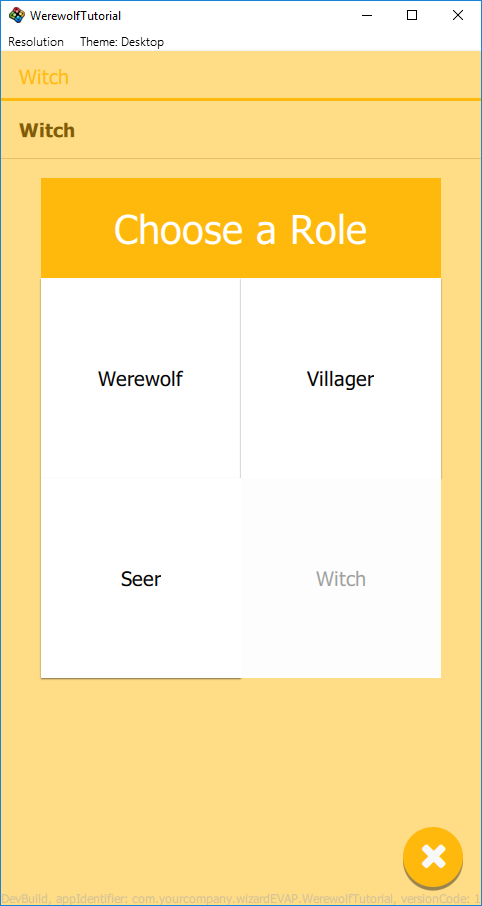 WerewolfTutorial
Resolution Theme: Desktop
Witch
Witch
Choose a Role
Werewolf Villager
Seer Witch
DevBuild, appIdentifier: com.yourcompany.wizardEVAP.WerewolfTutorial, versionCode: 1